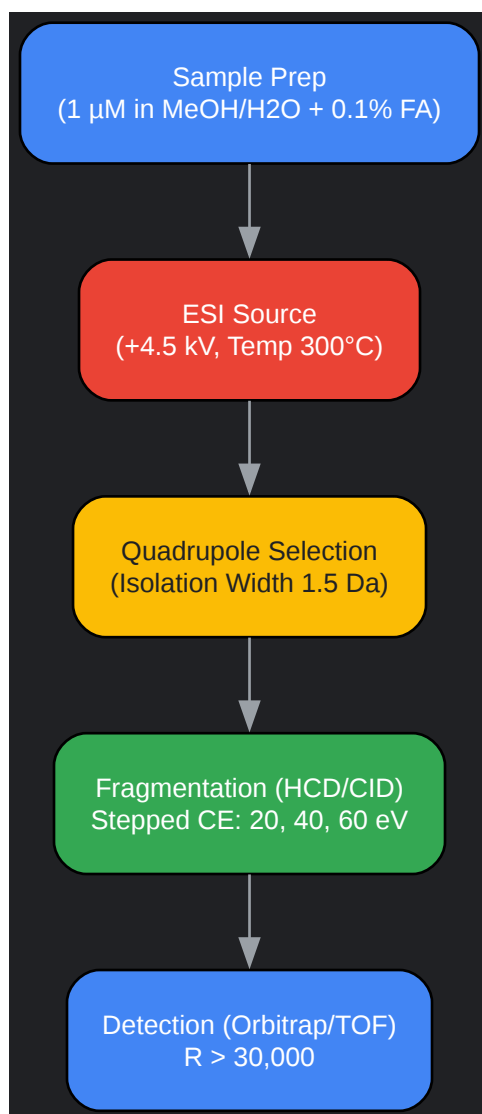 Sample Prep
(1 µM in MeOH/H2O + 0.1% FA)
ESI Source
(+4.5 kV, Temp 300°C)
Quadrupole Selection
(Isolation Width 1.5 Da)
Fragmentation (HCD/CID)
Stepped CE: 20, 40, 60 eV
Detection (Orbitrap/TOF)
R > 30,000